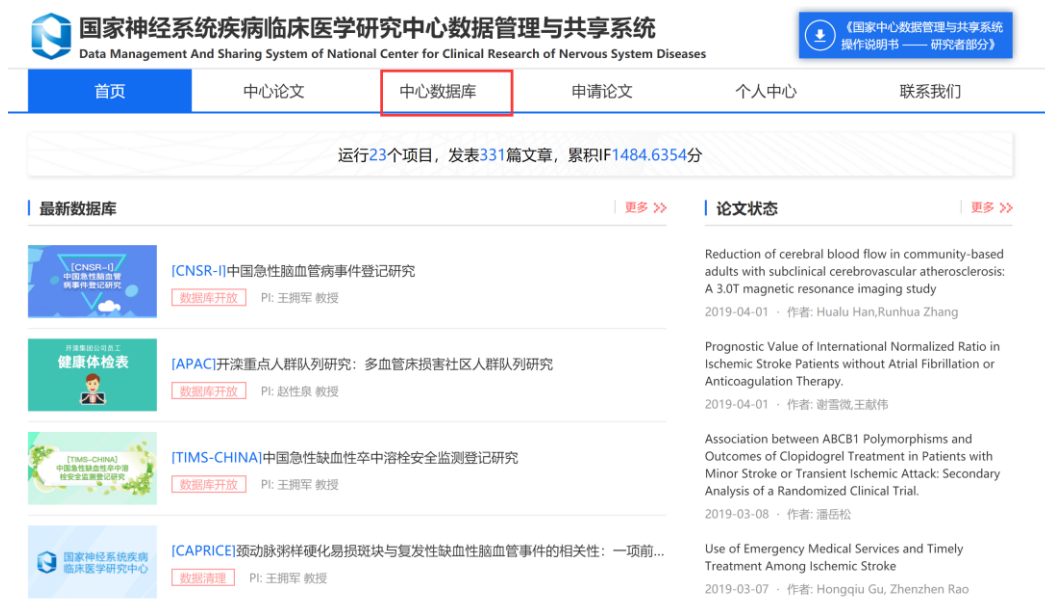 国家神经系统疾病临床医学研究中心数据管理与共享系统
Data Management And Sharing System of National Center for Clinical Research of Nervous System Diseases
《国家中心数据管理与共享系统
操作说明书 —— 研究者部分》
首页
中心论文
中心数据库
申请论文
个人中心
联系我们
运行23个项目，发表331篇文章，累积IF1484.6354分
最新数据库
更多 >>
[CNSR-I]
中国急性脑血管
病事件登记研究
[CNSR-I]中国急性脑血管病事件登记研究
数据库开放 PI: 王拥军 教授
开滦集团公司员工
健康体检表
[APAC]开滦重点人群队列研究：多血管床损害社区人群队列研究
数据库开放 PI: 赵性泉 教授
[TIMS-CHINA]
中国急性缺血性卒中溶
栓安全监测登记研究
[TIMS-CHINA]中国急性缺血性卒中溶栓安全监测登记研究
数据库开放 PI: 王拥军 教授
国家神经系统疾病
临床医学研究中心
[CAPRICE]颈动脉粥样硬化易损斑块与复发性缺血性脑血管事件的相关性：一项前...
数据清理 PI: 王拥军 教授
论文状态
更多 >>
Reduction of cerebral blood flow in community-based
adults with subclinical cerebrovascular atherosclerosis:
A 3.0T magnetic resonance imaging study
2019-04-01 · 作者: Hualu Han,Runhua Zhang
Prognostic Value of International Normalized Ratio in
Ischemic Stroke Patients without Atrial Fibrillation or
Anticoagulation Therapy.
2019-04-01 · 作者: 谢雪微,王献伟
Association between ABCB1 Polymorphisms and
Outcomes of Clopidogrel Treatment in Patients with
Minor Stroke or Transient Ischemic Attack: Secondary
Analysis of a Randomized Clinical Trial.
2019-03-08 · 作者: 潘岳松
Use of Emergency Medical Services and Timely
Treatment Among Ischemic Stroke
2019-03-07 · 作者: Hongqiu Gu, Zhenzhen Rao